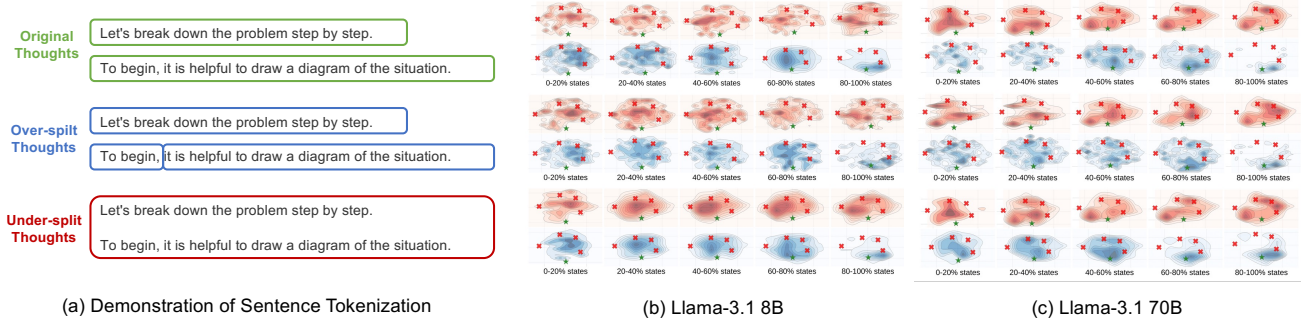 Original
Thoughts
Let's break down the problem step by step.
To begin, it is helpful to draw a diagram of the situation.
Over-spilt
Thoughts
Let's break down the problem step by step.
To begin, it is helpful to draw a diagram of the situation.
Under-split
Thoughts
Let's break down the problem step by step.
To begin, it is helpful to draw a diagram of the situation.
(a) Demonstration of Sentence Tokenization
0-20% states 20-40% states 40-60% states 60-80% states 80-100% states
0-20% states 20-40% states 40-60% states 60-80% states 80-100% states
0-20% states 20-40% states 40-60% states 60-80% states 80-100% states
(b) Llama-3.1 8B
0-20% states 20-40% states 40-60% states 60-80% states 80-100% states
0-20% states 20-40% states 40-60% states 60-80% states 80-100% states
0-20% states 20-40% states 40-60% states 60-80% states 80-100% states
(c) Llama-3.1 70B